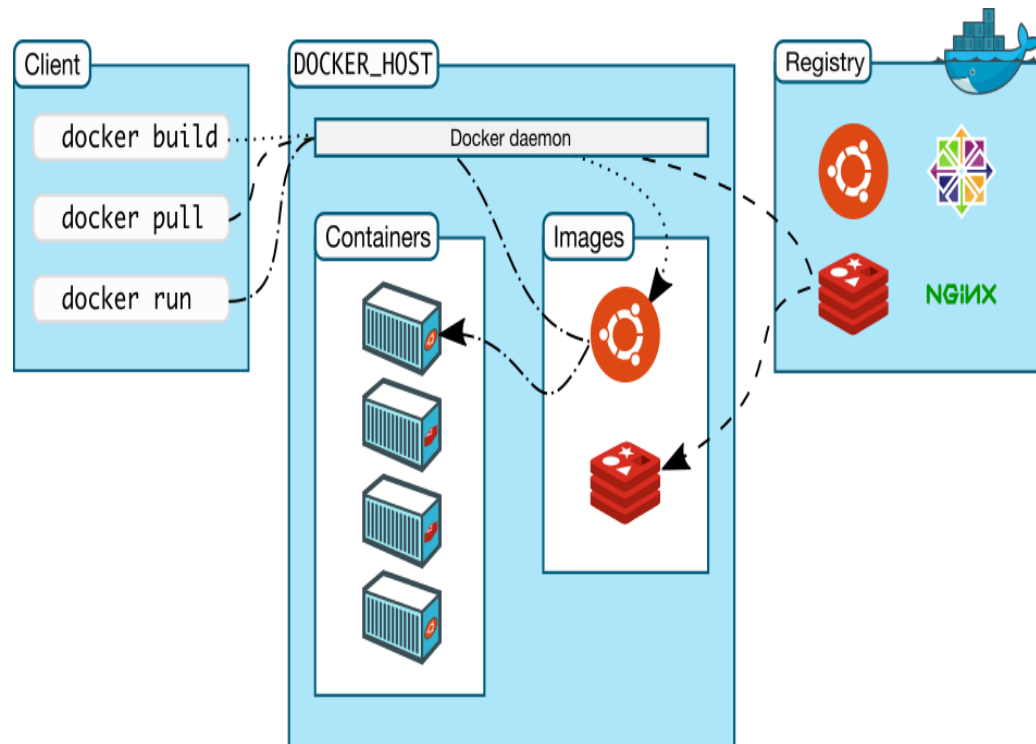 Client
docker build
docker pull
docker run
DOCKER_HOST
Docker daemon
Containers
Images
Registry
NGiNX